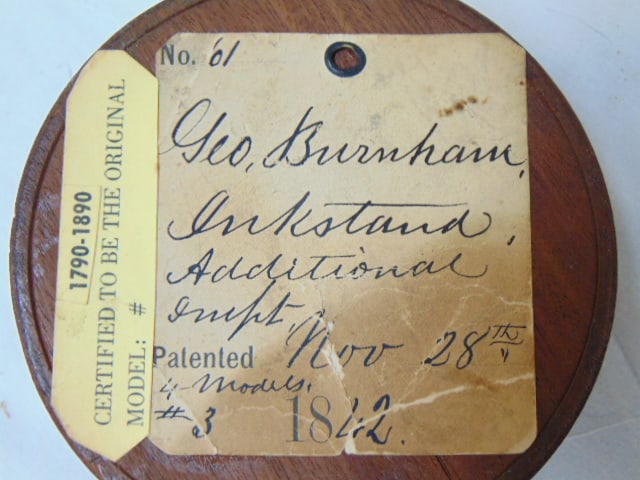 No. '01
Geo, Burnham,
Inkstand,
Additional
Impt,
Patented Nov 28th "
4 Models.
# 3 1842.
CERTIFIED TO BE THE ORIGINAL
MODEL: #
1790-1890